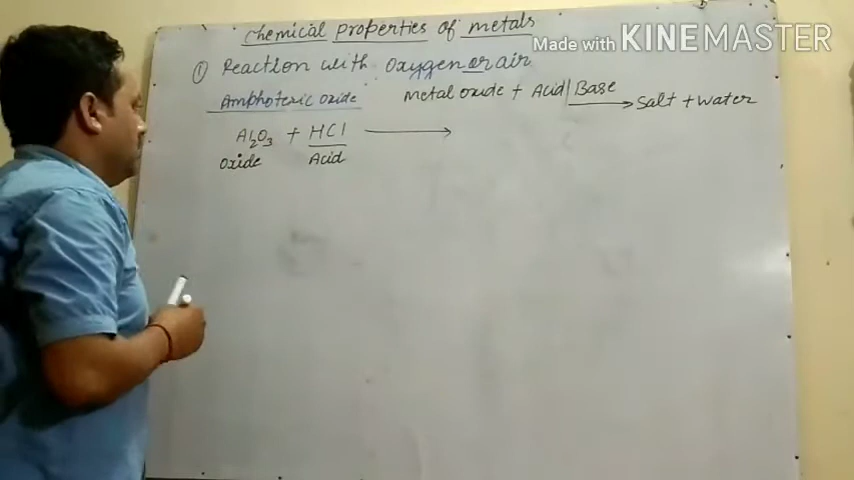 Chemical Properties of metals
Made with KINEMASTER
① Reaction with Oxygen or air
Amphoteric oxide
Metal oxide + Acid | Base → Salt + Water
Al2O3 + HCl →
Oxide Acid